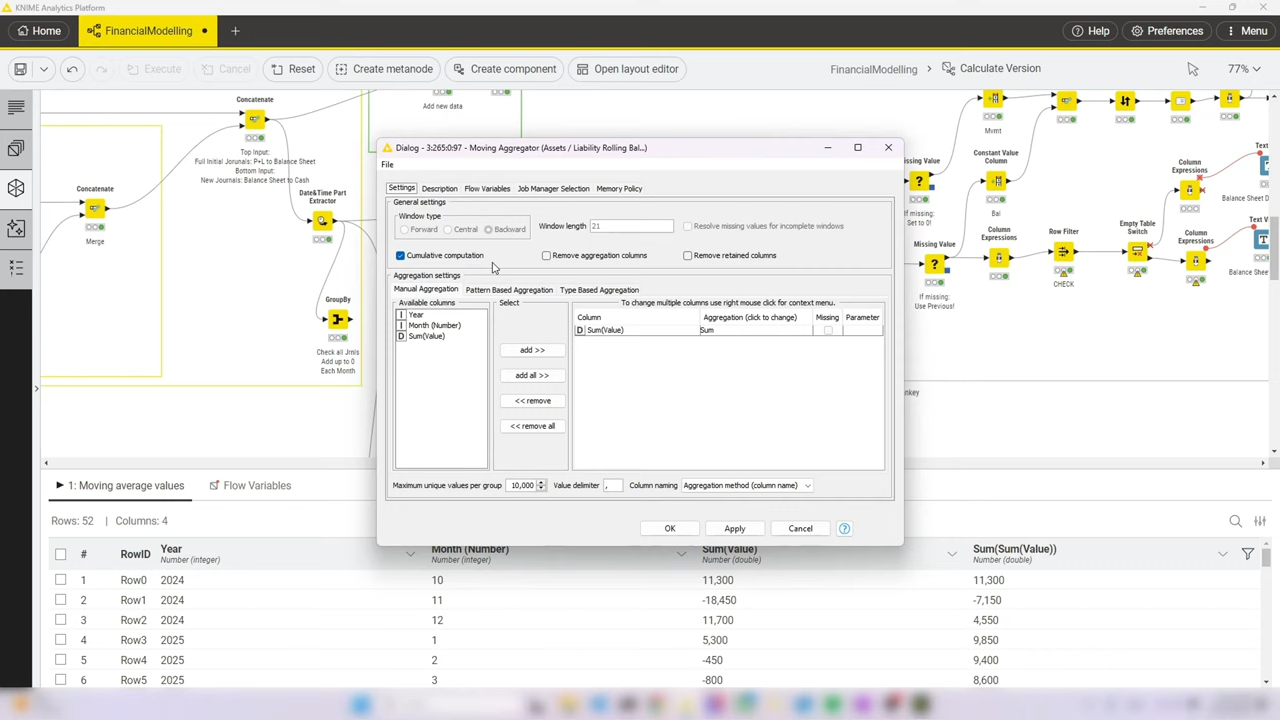 KNIME Analytics Platform
Home
FinancialModelling
Help
Preferences
Menu
Execute
Cancel
Reset
Create metanode
Create component
Open layout editor
FinancialModelling
Calculate Version
77%
Concatenate
Top Input:
Full Initial Jorunals: P+L to Balance Sheet
Bottom Input:
New Journals: Balance Sheet to Cash
Concatenate
Merge
Date&Time Part
Extractor
GroupBy
Check all Jrnls
Add up to 0
Each Month
Add new data
Mvmt
Missing Value
If missing:
Set to 0!
Constant Value
Column
Bal
Missing Value
If missing:
Use Previous!
Column
Expressions
Row Filter
CHECK
Empty Table
Switch
Column
Expressions
Column
Expressions
Text V
Balance Sheet D
Text V
Balance Sheet
nkey
Dialog - 3:265:0:97 - Moving Aggregator (Assets / Liability Rolling Bal...)
File
Settings
Description
Flow Variables
Job Manager Selection
Memory Policy
General settings
Window type
Forward
Central
Backward
Window length
21
Resolve missing values for incomplete windows
Cumulative computation
Remove aggregation columns
Remove retained columns
Aggregation settings
Manual Aggregation
Pattern Based Aggregation
Type Based Aggregation
Available columns
Select
To change multiple columns use right mouse click for context menu.
I Year
I Month (Number)
D Sum(Value)
add >>
add all >>
<< remove
<< remove all
Column
Aggregation (click to change)
Missing
Parameter
D Sum(Value)
Sum
Maximum unique values per group
10,000
Value delimiter
,
Column naming
Aggregation method (column name)
OK
Apply
Cancel
?
1: Moving average values
Flow Variables
Rows: 52 | Columns: 4
# RowID Year Month (Number) Sum(Value) Sum(Sum(Value))
Number (integer) Number (integer) Number (double) Number (double)
1 Row0 2024 10 11,300 11,300
2 Row1 2024 11 -18,450 -7,150
3 Row2 2024 12 11,700 4,550
4 Row3 2025 1 5,300 9,850
5 Row4 2025 2 -450 9,400
6 Row5 2025 3 -800 8,600